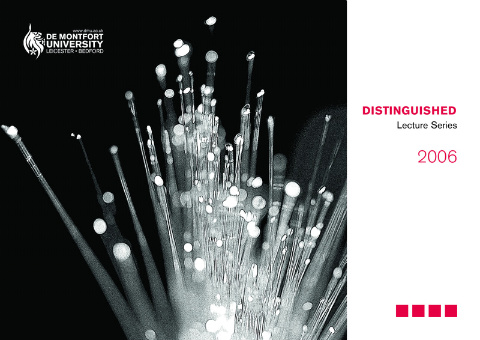 www.dmu.ac.uk
DE MONTFORT
UNIVERSITY
LEICESTER • BEDFORD
DISTINGUISHED
Lecture Series
2006